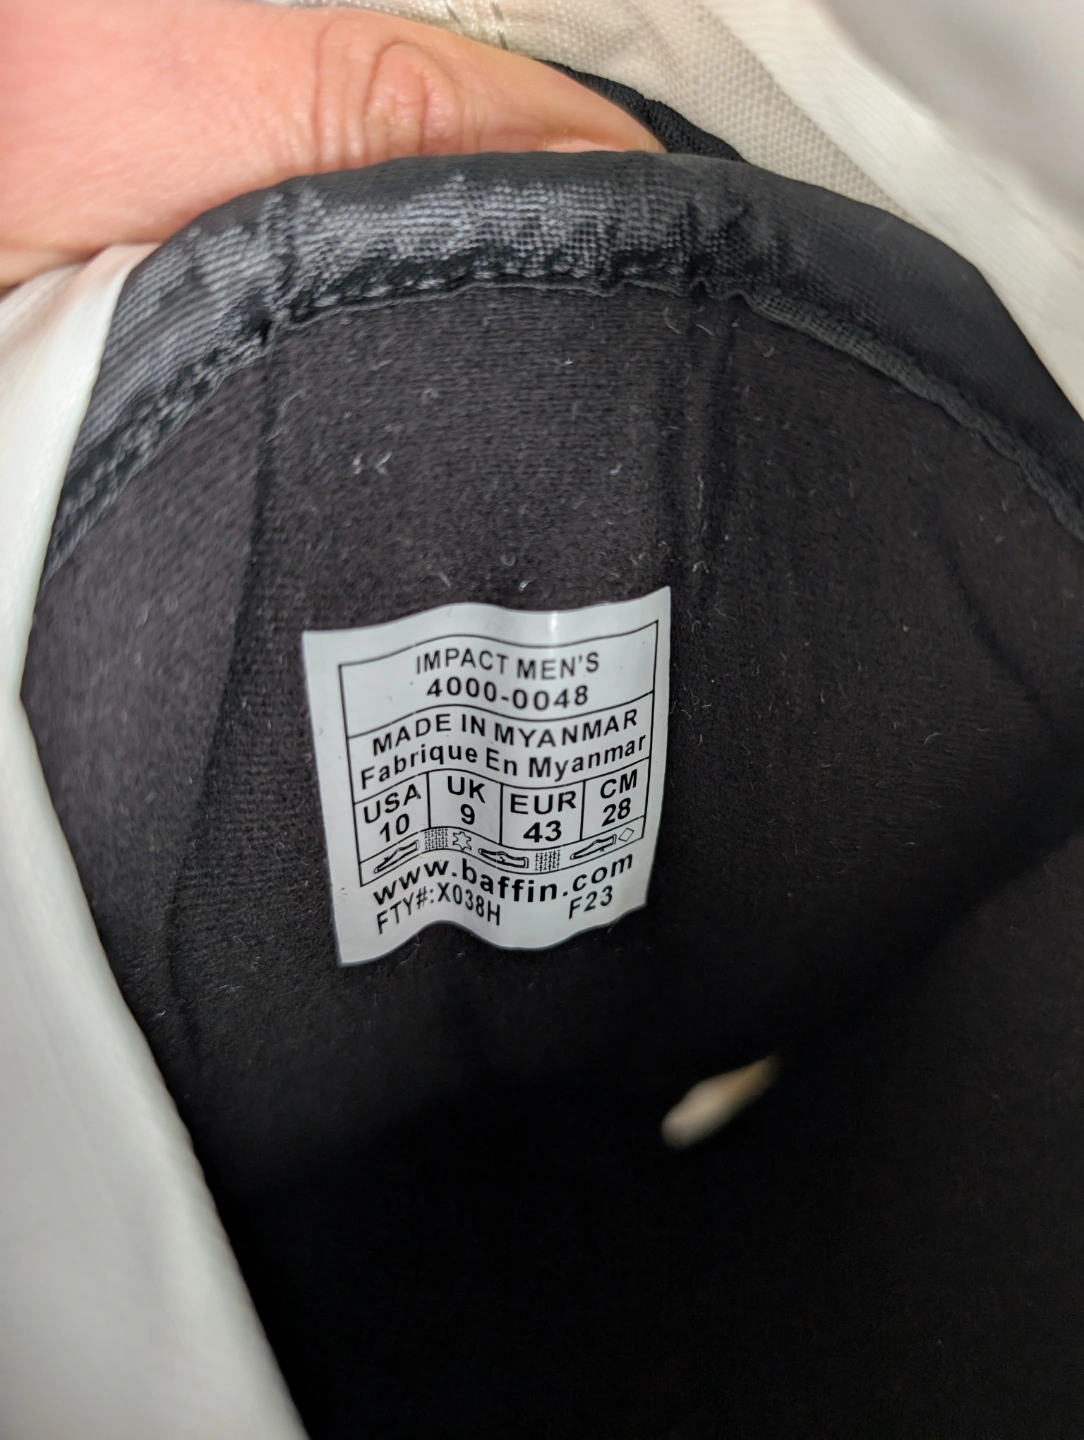 IMPACT MEN'S
4000-0048
MADE IN MYANMAR
Fabrique En Myanmar
USA UK EUR CM
10 9 43 28
www.baffin.com
FTY#:X038H F23